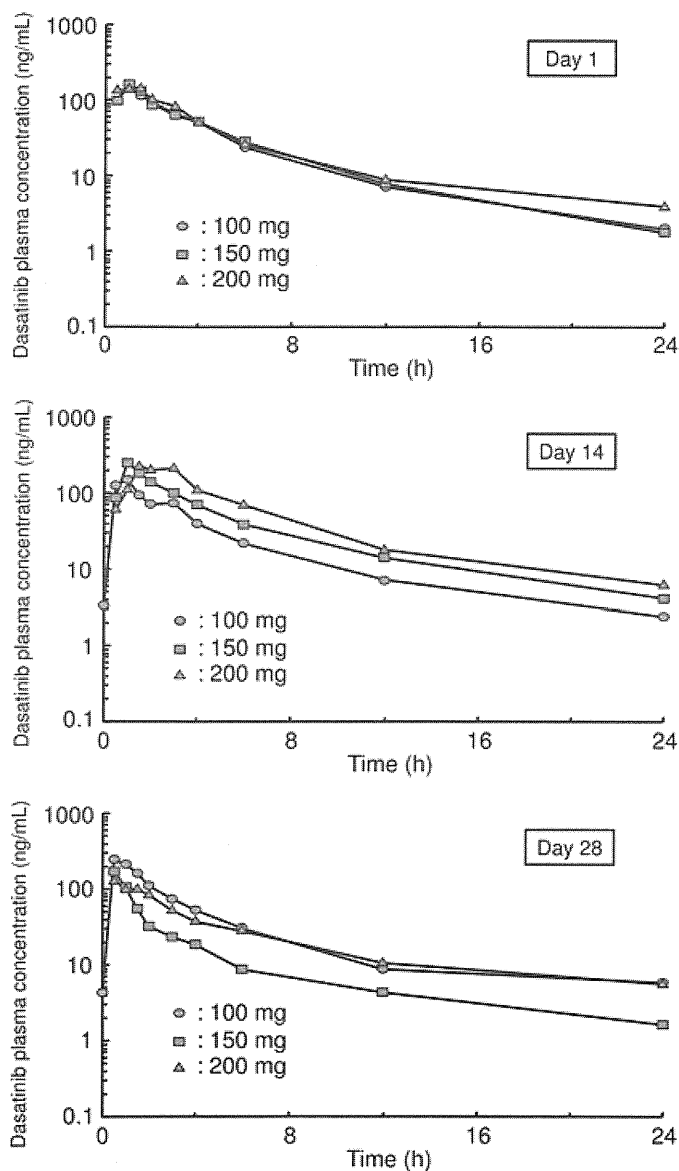 Dasatinib plasma concentration (ng/mL)
1000
100
10
1
0.1
Day 1
: 100 mg
: 150 mg
: 200 mg
0 8 16 24
Time (h)
Dasatinib plasma concentration (ng/mL)
1000
100
10
1
0.1
Day 14
: 100 mg
: 150 mg
: 200 mg
0 8 16 24
Time (h)
Dasatinib plasma concentration (ng/mL)
1000
100
10
1
0.1
Day 28
: 100 mg
: 150 mg
: 200 mg
0 8 16 24
Time (h)